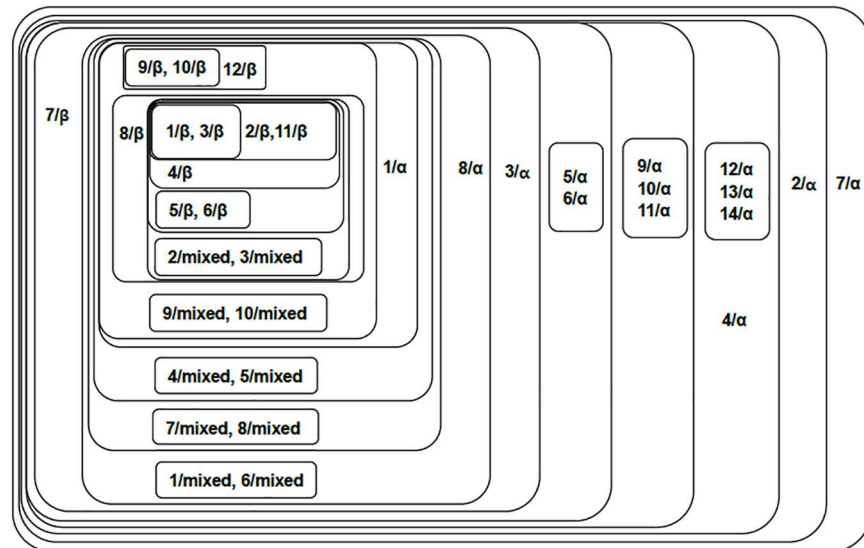 9/β, 10/β
12/β
7/β
8/β
1/β, 3/β
2/β,11/β
4/β
5/β, 6/β
2/mixed, 3/mixed
9/mixed, 10/mixed
4/mixed, 5/mixed
7/mixed, 8/mixed
1/mixed, 6/mixed
1/α
8/α
3/α
5/α
6/α
9/α
10/α
11/α
12/α
13/α
14/α
4/α
2/α
7/α